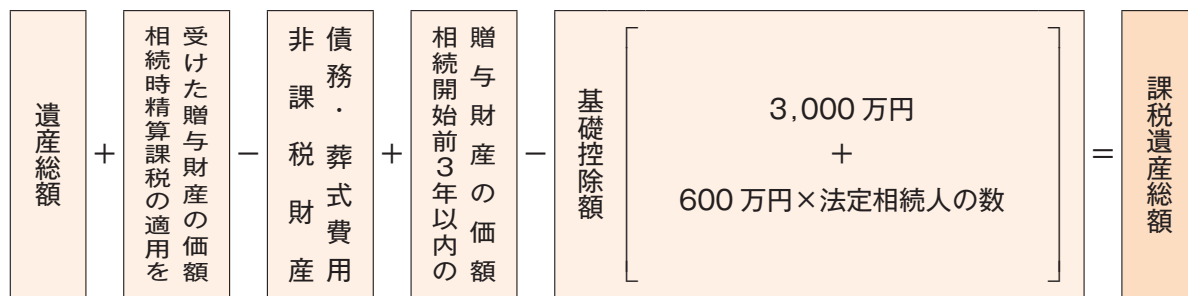 遺産総額
+
相続時精算課税の適用を
受けた贈与財産の価額
−
債務・葬式費用
非課税財産
+
相続開始前3年以内の
贈与財産の価額
−
基礎控除額
3,000万円
+
600万円×法定相続人の数
=
課税遺産総額